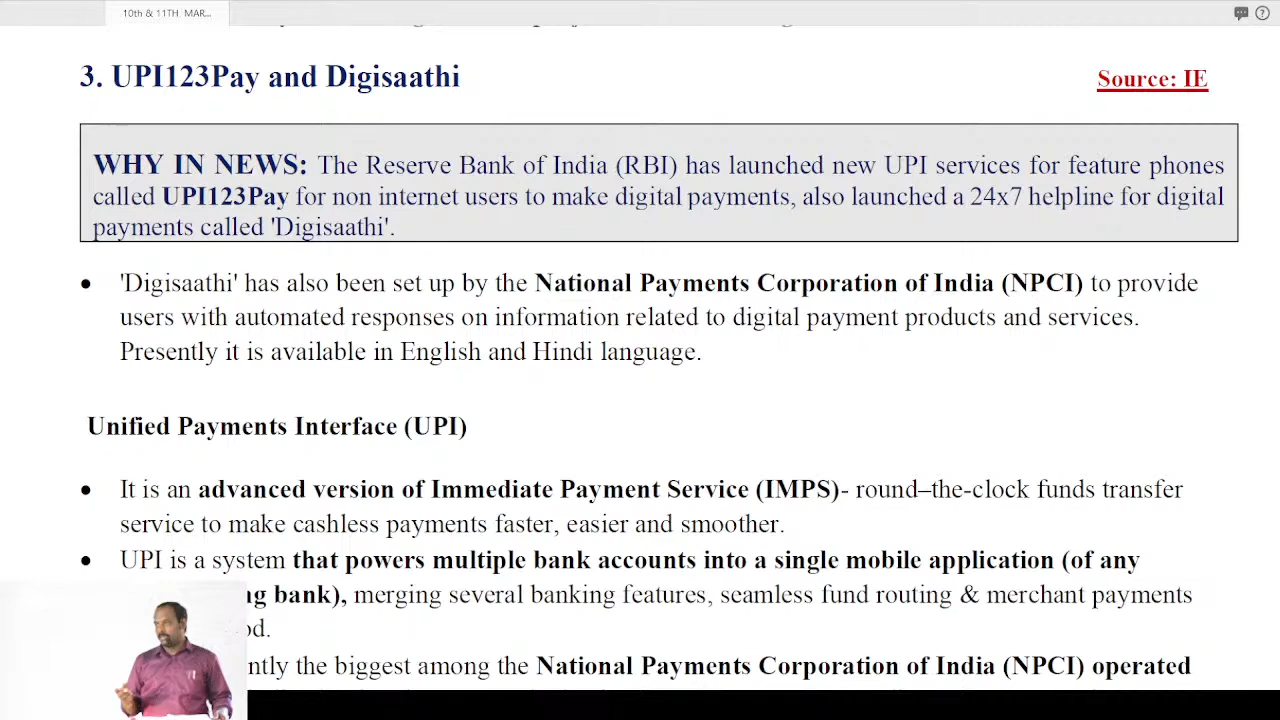 10th & 11TH MAR...
3. UPI123Pay and Digisaathi
Source: IE
WHY IN NEWS: The Reserve Bank of India (RBI) has launched new UPI services for feature phones
called UPI123Pay for non internet users to make digital payments, also launched a 24x7 helpline for digital
payments called 'Digisaathi'.
● 'Digisaathi' has also been set up by the National Payments Corporation of India (NPCI) to provide
users with automated responses on information related to digital payment products and services.
Presently it is available in English and Hindi language.
Unified Payments Interface (UPI)
● It is an advanced version of Immediate Payment Service (IMPS)- round–the-clock funds transfer
service to make cashless payments faster, easier and smoother.
● UPI is a system that powers multiple bank accounts into a single mobile application (of any
ng bank), merging several banking features, seamless fund routing & merchant payments
od.
ntly the biggest among the National Payments Corporation of India (NPCI) operated